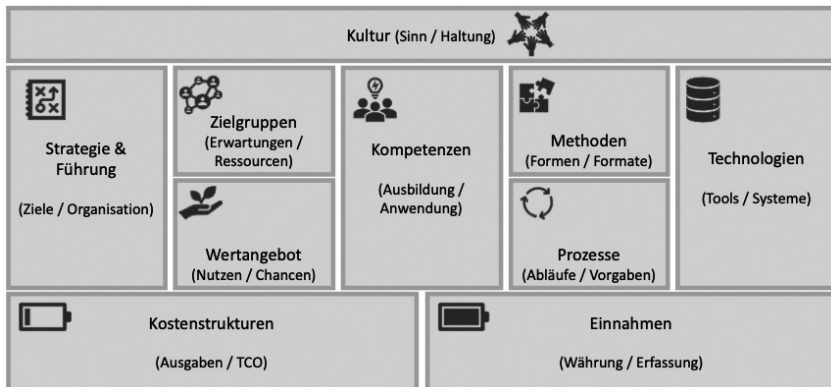 Kultur (Sinn / Haltung)
Strategie &
Führung
(Ziele / Organisation)
Zielgruppen
(Erwartungen /
Ressourcen)
Wertangebot
(Nutzen / Chancen)
Kompetenzen
(Ausbildung /
Anwendung)
Methoden
(Formen / Formate)
Prozesse
(Abläufe / Vorgaben)
Technologien
(Tools / Systeme)
Kostenstrukturen
(Ausgaben / TCO)
Einnahmen
(Währung / Erfassung)